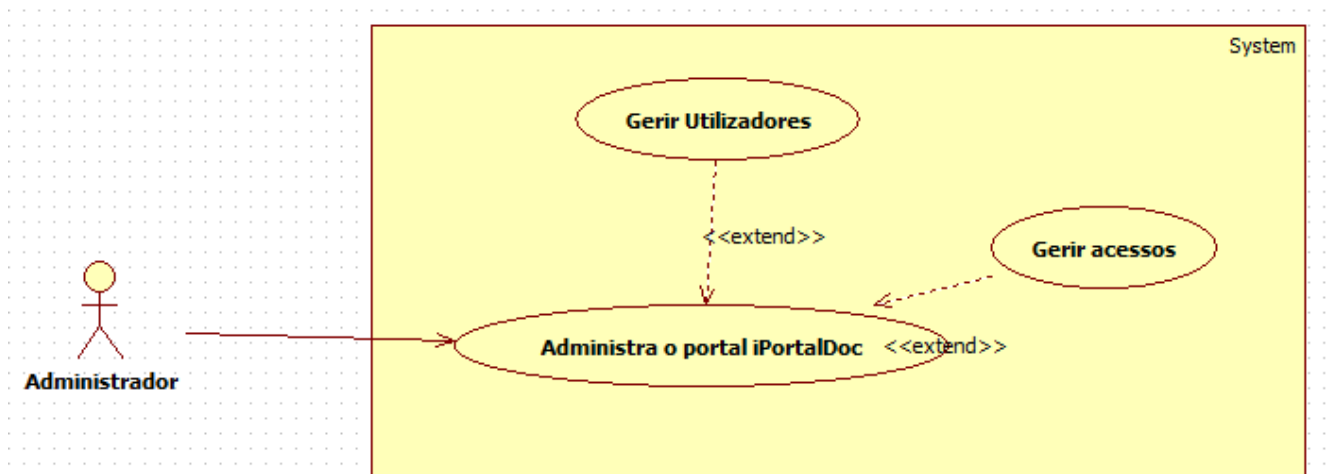 System
Gerir Utilizadores
<<extend>>
Gerir acessos
Administra o portal iPortalDoc
<<extend>>
Administrador